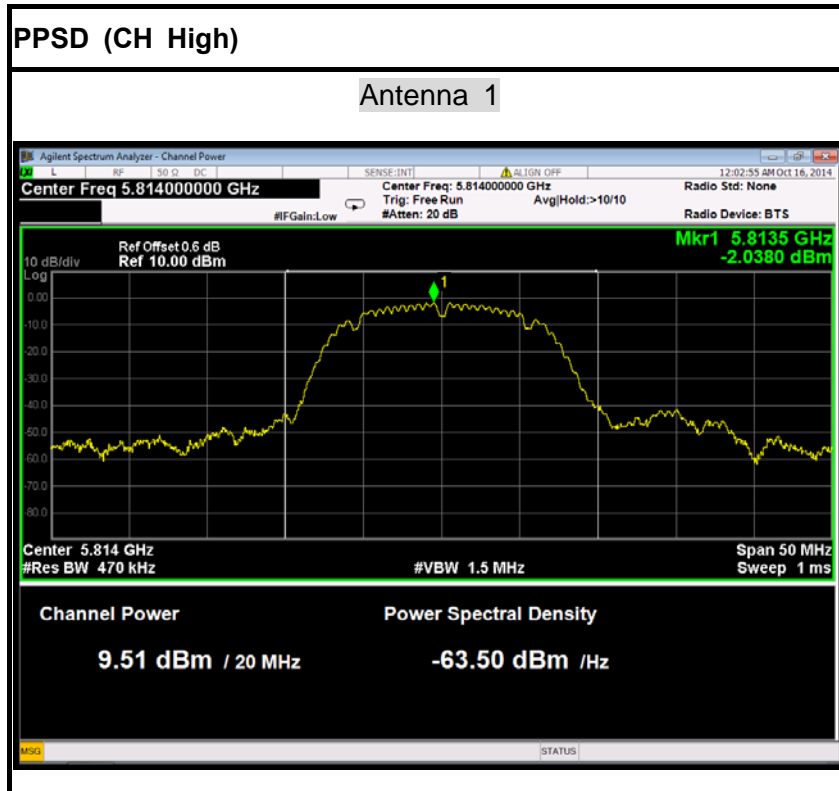 PPSD (CH High)
Antenna 1
Agilent Spectrum Analyzer - Channel Power
L RF 50 Ω DC SENSE:INT ALIGN OFF 12:02:55 AM Oct 16, 2014
Center Freq 5.814000000 GHz
Center Freq: 5.814000000 GHz
Radio Std: None
Trig: Free Run Avg|Hold:>10/10
#IFGain:Low #Atten: 20 dB Radio Device: BTS
Mkr1 5.8135 GHz
-2.0380 dBm
Ref Offset 0.6 dB
10 dB/div Ref 10.00 dBm
Log
1
0.00
-10.0
-20.0
-30.0
-40.0
-50.0
-60.0
-70.0
-80.0
Center 5.814 GHz Span 50 MHz
#Res BW 470 kHz #VBW 1.5 MHz Sweep 1 ms
Channel Power Power Spectral Density
9.51 dBm / 20 MHz -63.50 dBm /Hz
MSG STATUS